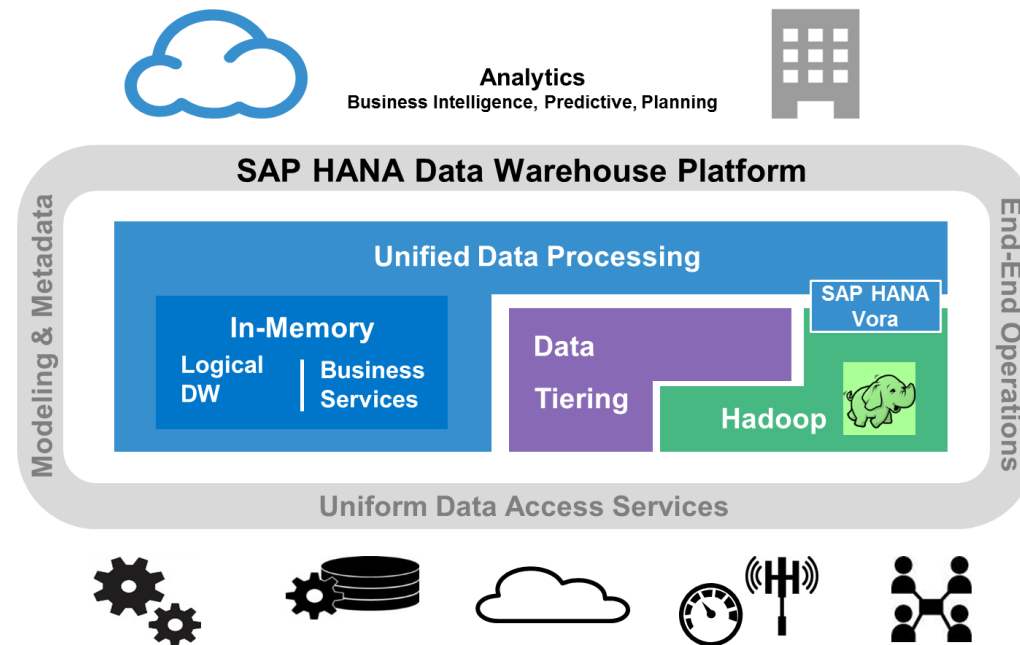 Analytics
Business Intelligence, Predictive, Planning
SAP HANA Data Warehouse Platform
Modeling & Metadata
End-End Operations
Unified Data Processing
SAP HANA
Vora
In-Memory
Logical
DW
Business
Services
Data
Tiering
Hadoop
Uniform Data Access Services